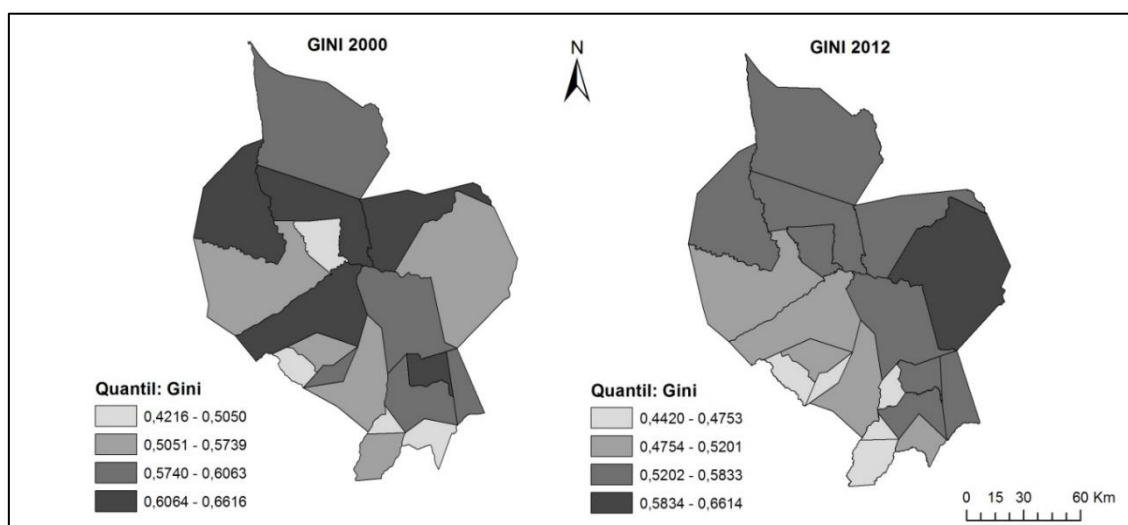 GINI 2000
N
GINI 2012
Quantil: Gini
0,4216 - 0,5050
0,5051 - 0,5739
0,5740 - 0,6063
0,6064 - 0,6616
Quantil: Gini
0,4420 - 0,4753
0,4754 - 0,5201
0,5202 - 0,5833
0,5834 - 0,6614
0 15 30 60 Km